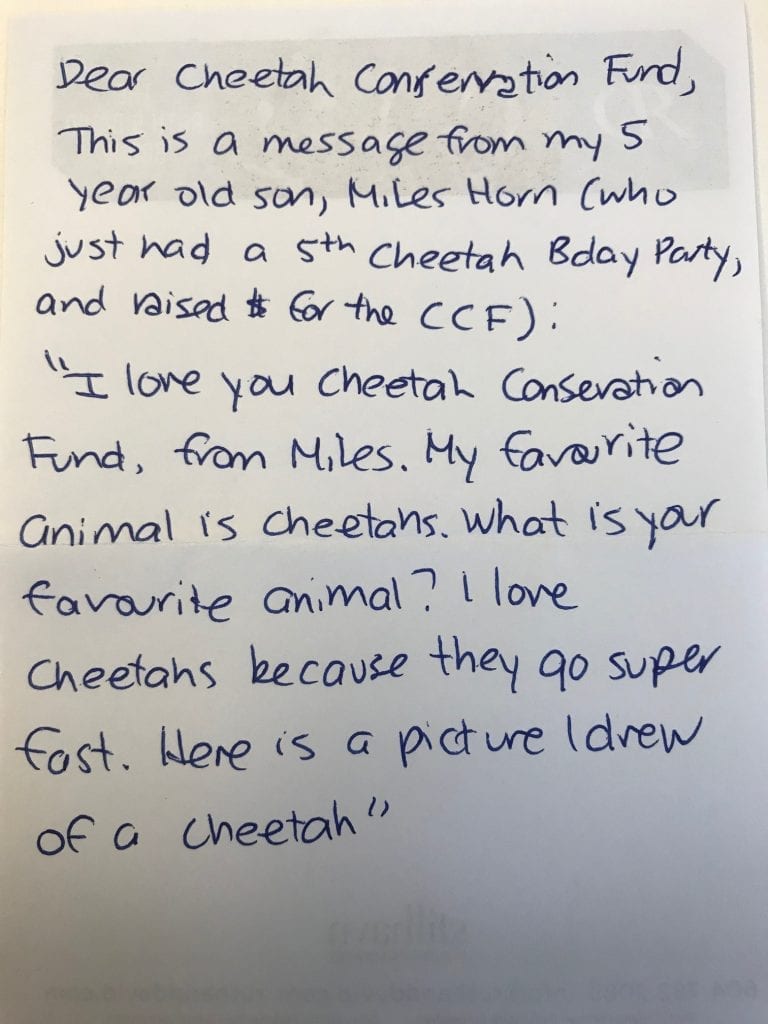 Dear Cheetah Conservation Fund,
This is a message from my 5
year old son, Miles Horn (who
just had a 5th Cheetah Bday Party,
and raised $ for the CCF):
"I love you Cheetah Conservation
Fund, from Miles. My favourite
animal is cheetahs. What is your
favourite animal? I love
Cheetahs because they go super
fast. Here is a picture I drew
of a cheetah"